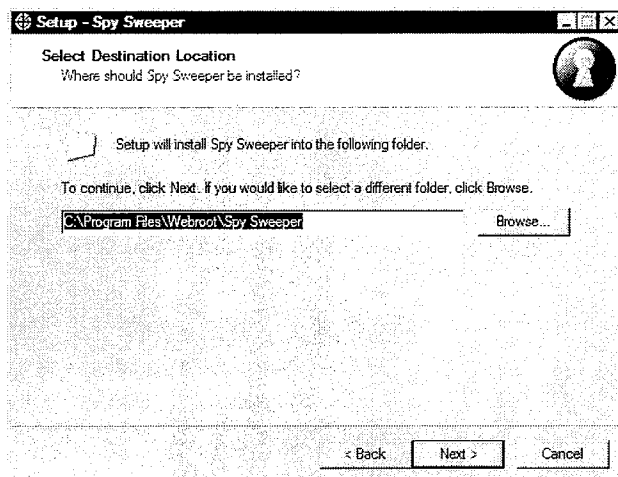 Setup - Spy Sweeper
Select Destination Location
Where should Spy Sweeper be installed?
Setup will install Spy Sweeper into the following folder.
To continue, click Next. If you would like to select a different folder, click Browse.
C:\Program Files\Webroot\Spy Sweeper
Browse...
< Back
Next >
Cancel